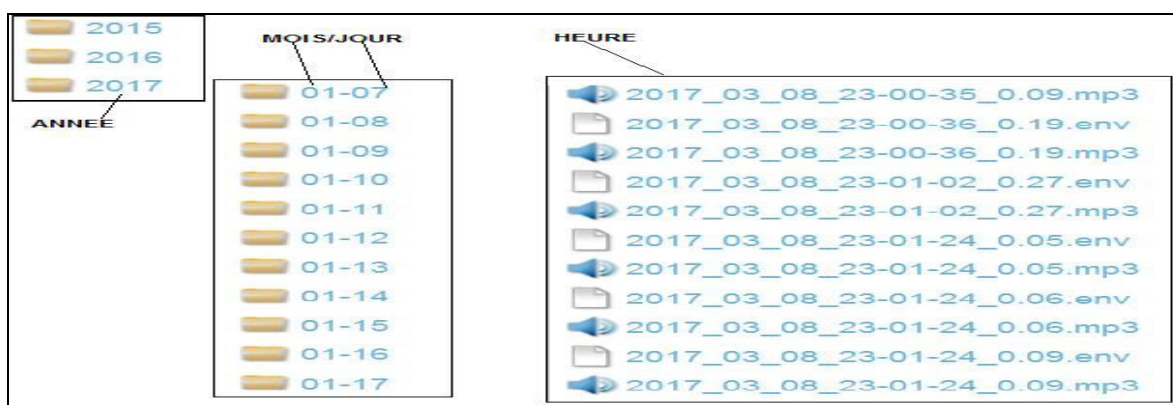 2015
2016
2017
ANNEE
MOIS/JOUR
01-07
01-08
01-09
01-10
01-11
01-12
01-13
01-14
01-15
01-16
01-17
HEURE
2017_03_08_23-00-35_0.09.mp3
2017_03_08_23-00-36_0.19.env
2017_03_08_23-00-36_0.19.mp3
2017_03_08_23-01-02_0.27.env
2017_03_08_23-01-02_0.27.mp3
2017_03_08_23-01-24_0.05.env
2017_03_08_23-01-24_0.05.mp3
2017_03_08_23-01-24_0.06.env
2017_03_08_23-01-24_0.06.mp3
2017_03_08_23-01-24_0.09.env
2017_03_08_23-01-24_0.09.mp3